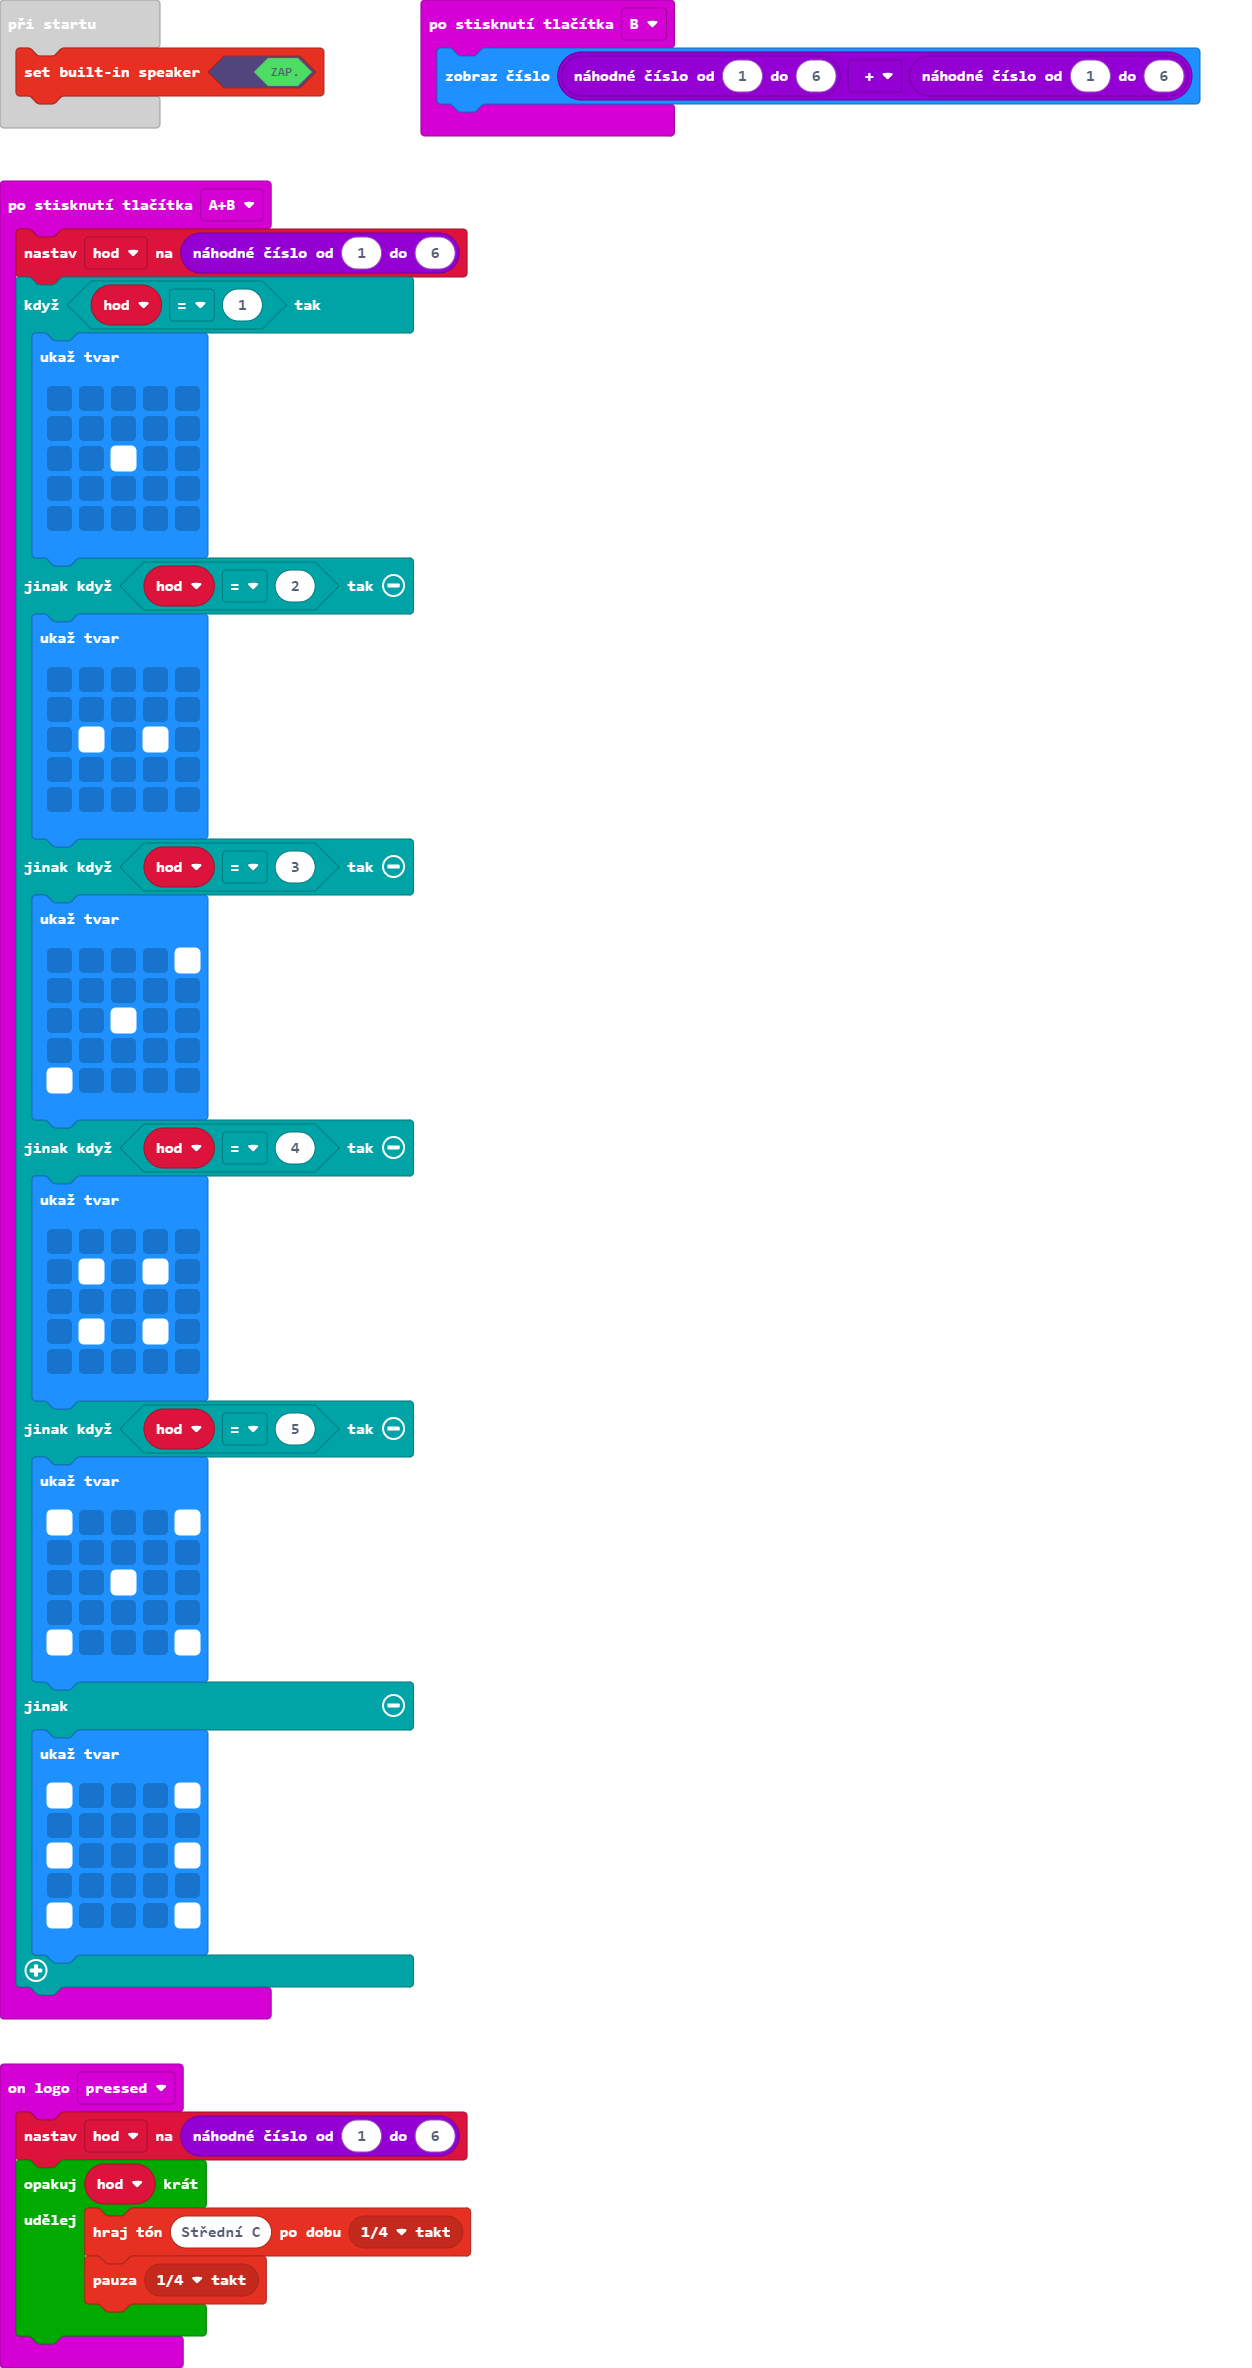 při startu
set built-in speaker ZAP.
po stisknutí tlačítka B
zobraz číslo náhodné číslo od 1 do 6 + náhodné číslo od 1 do 6
po stisknutí tlačítka A+B
nastav hod na náhodné číslo od 1 do 6
když hod = 1 tak
ukaž tvar
jinak když hod = 2 tak
ukaž tvar
jinak když hod = 3 tak
ukaž tvar
jinak když hod = 4 tak
ukaž tvar
jinak když hod = 5 tak
ukaž tvar
jinak
ukaž tvar
on logo pressed
nastav hod na náhodné číslo od 1 do 6
opakuj hod krát
udělej
hraj tón Střední C po dobu 1/4 takt
pauza 1/4 takt